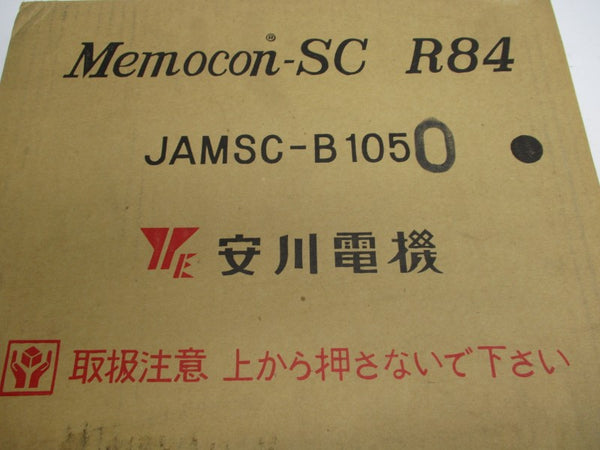 Memocon®-SC R84
JAMSC-B1050
YE 安川電機
取扱注意 上から押さないで下さい